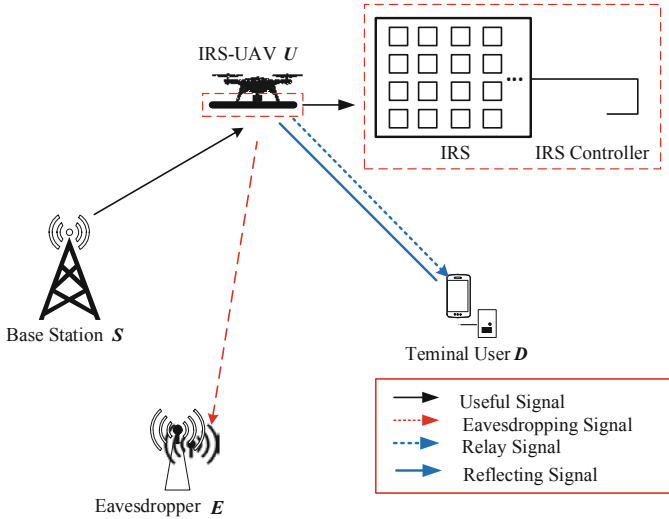 IRS-UAV U
IRS
IRS Controller
Base Station S
Teminal User D
Eavesdropper E
Useful Signal
Eavesdropping Signal
Relay Signal
Reflecting Signal